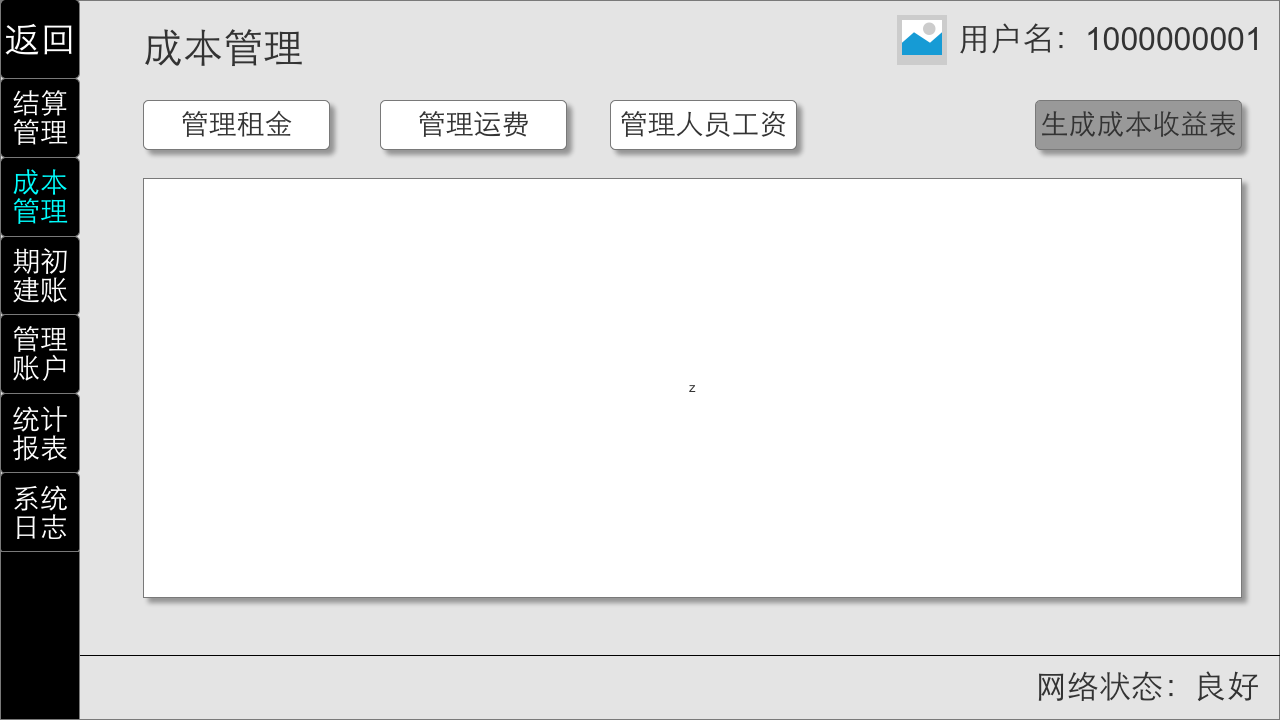 返回
结算
管理
成本
管理
期初
建账
管理
账户
统计
报表
系统
日志
成本管理
用户名：1000000001
管理租金
管理运费
管理人员工资
生成成本收益表
z
网络状态：良好